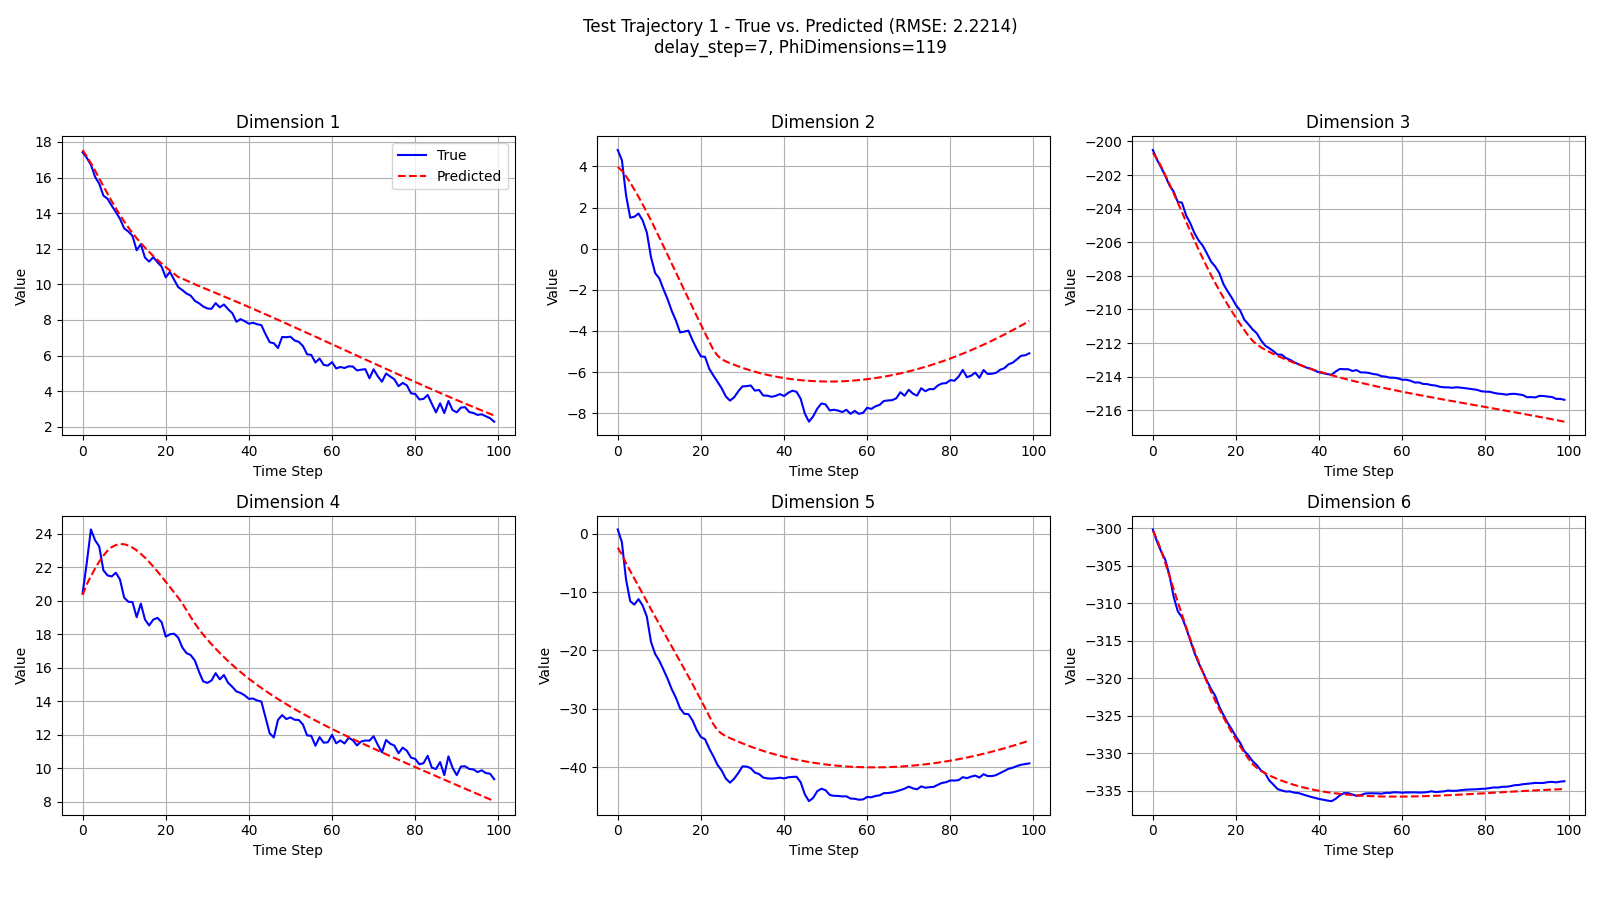 Test Trajectory 1 - True vs. Predicted (RMSE: 2.2214)
delay_step=7, PhiDimensions=119
Dimension 1
18
16
14
12
10
8
6
4
2
Value
True
Predicted
0 20 40 60 80 100
Time Step
Dimension 2
4
2
0
−2
−4
−6
−8
Value
0 20 40 60 80 100
Time Step
Dimension 3
−200
−202
−204
−206
−208
−210
−212
−214
−216
Value
0 20 40 60 80 100
Time Step
Dimension 4
24
22
20
18
16
14
12
10
8
Value
0 20 40 60 80 100
Time Step
Dimension 5
0
−10
−20
−30
−40
Value
0 20 40 60 80 100
Time Step
Dimension 6
−300
−305
−310
−315
−320
−325
−330
−335
Value
0 20 40 60 80 100
Time Step